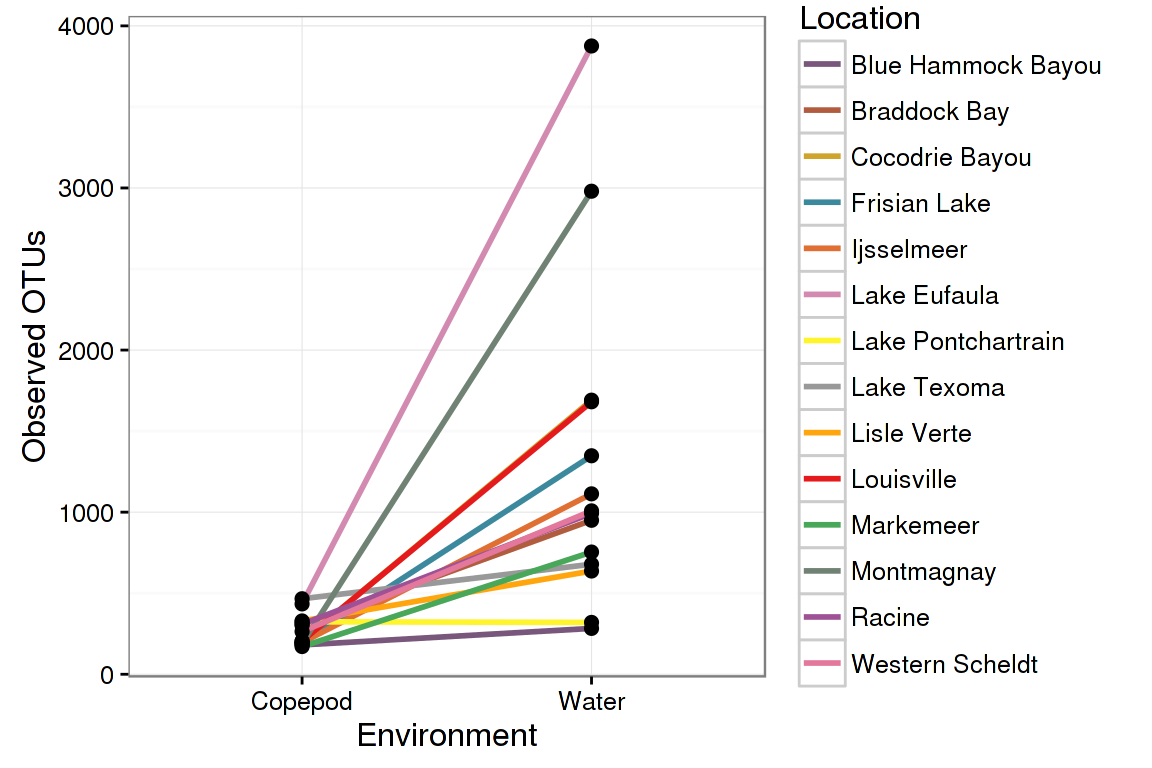 4000
3000
2000
1000
0
Observed OTUs
Copepod
Water
Environment
Location
Blue Hammock Bayou
Braddock Bay
Cocodrie Bayou
Frisian Lake
Ijsselmeer
Lake Eufaula
Lake Pontchartrain
Lake Texoma
Lisle Verte
Louisville
Markemeer
Montmagnay
Racine
Western Scheldt